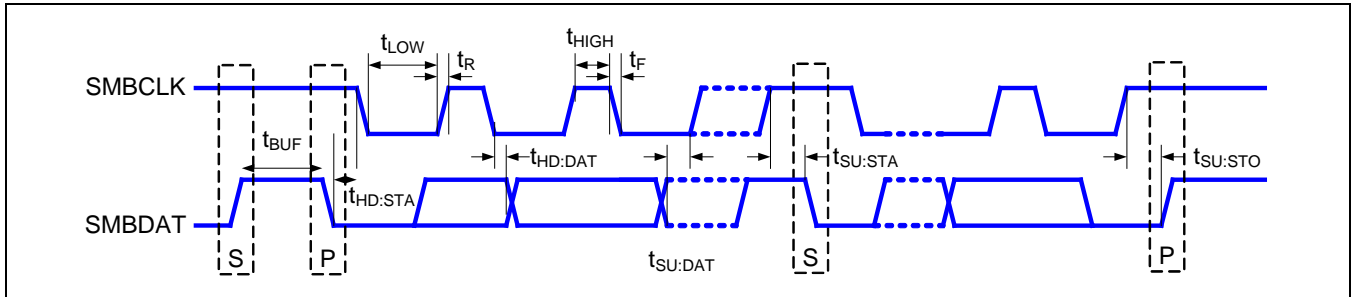 tLOW
tHIGH
tR
tF
SMBCLK
tBUF
tHD:DAT
tSU:STA
tSU:STO
tHD:STA
SMBDAT
tSU:DAT
S
P
S
P